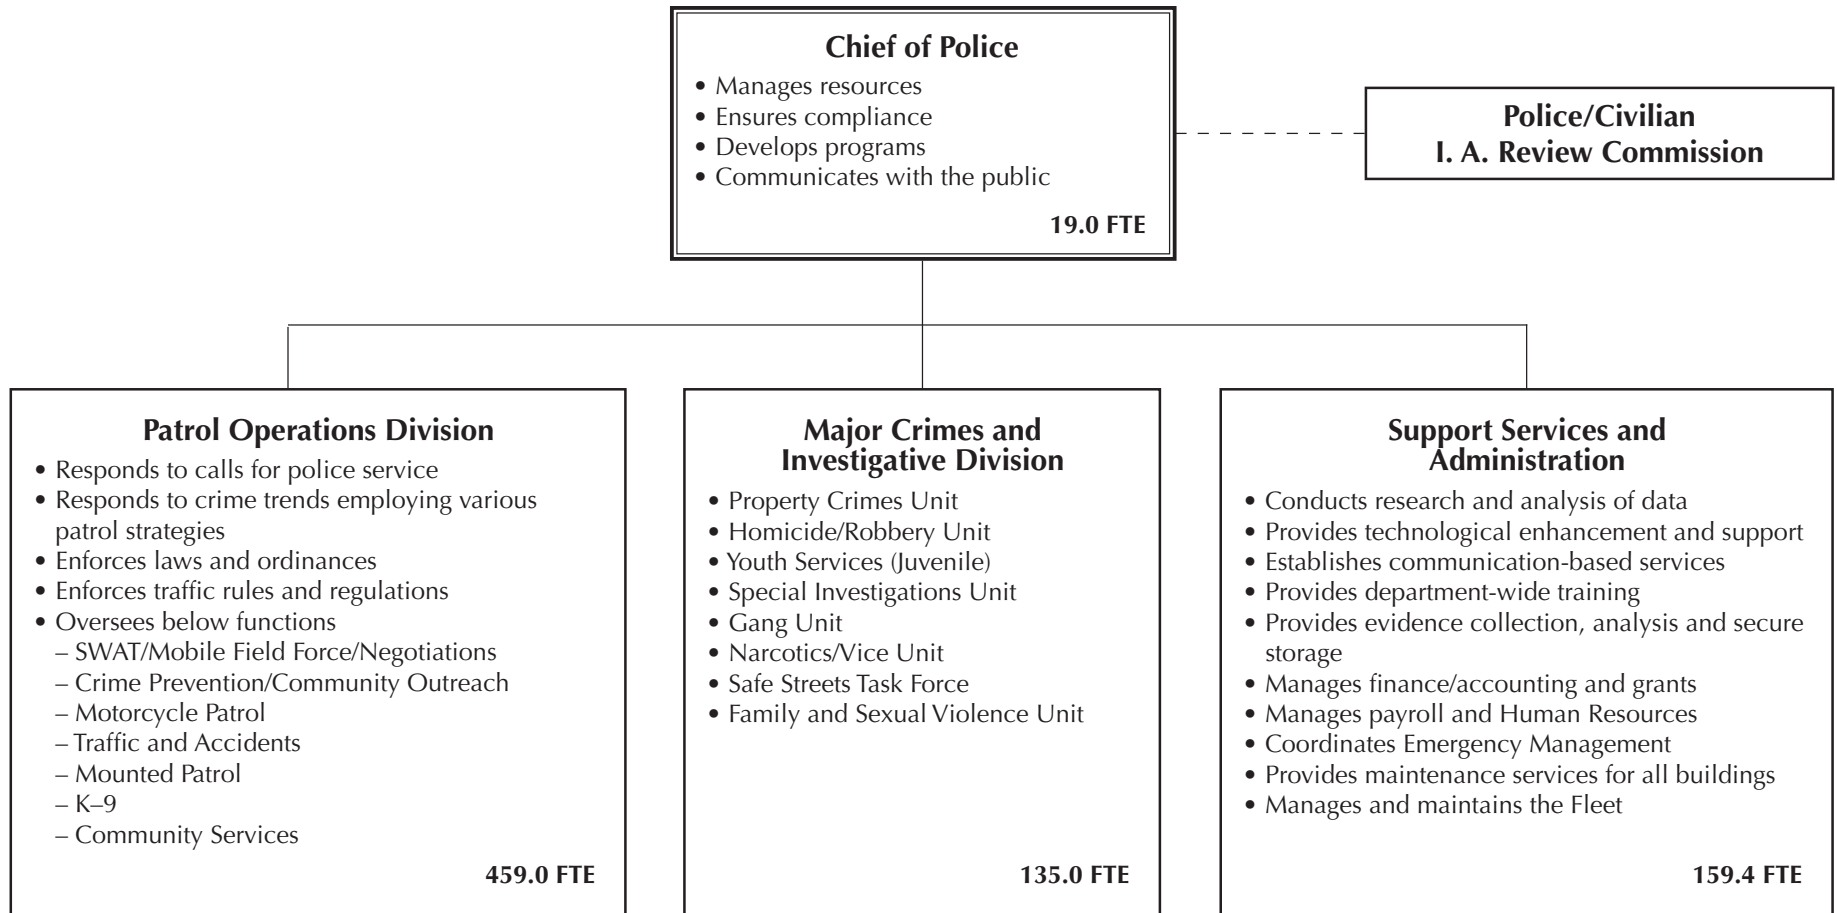 Chief of Police
• Manages resources
• Ensures compliance
• Develops programs
• Communicates with the public
19.0 FTE
Police/Civilian
I. A. Review Commission
Patrol Operations Division
• Responds to calls for police service
• Responds to crime trends employing various
patrol strategies
• Enforces laws and ordinances
• Enforces traffic rules and regulations
• Oversees below functions
– SWAT/Mobile Field Force/Negotiations
– Crime Prevention/Community Outreach
– Motorcycle Patrol
– Traffic and Accidents
– Mounted Patrol
– K–9
– Community Services
459.0 FTE
Major Crimes and
Investigative Division
• Property Crimes Unit
• Homicide/Robbery Unit
• Youth Services (Juvenile)
• Special Investigations Unit
• Gang Unit
• Narcotics/Vice Unit
• Safe Streets Task Force
• Family and Sexual Violence Unit
135.0 FTE
Support Services and
Administration
• Conducts research and analysis of data
• Provides technological enhancement and support
• Establishes communication-based services
• Provides department-wide training
• Provides evidence collection, analysis and secure
storage
• Manages finance/accounting and grants
• Manages payroll and Human Resources
• Coordinates Emergency Management
• Provides maintenance services for all buildings
• Manages and maintains the Fleet
159.4 FTE